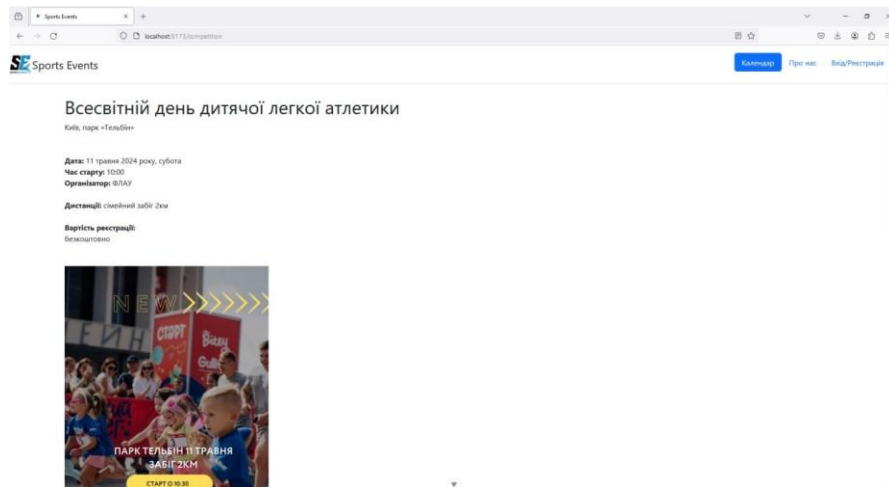 Sports Events
localhost:5173/competition
SE Sports Events
Календар Про нас Вхід/Реєстрація
Всесвітній день дитячої легкої атлетики
Київ, парк «Тельбін»
Дата: 11 травня 2024 року, субота
Час старту: 10:00
Організатор: ФЛАУ
Дистанції: сімейний забіг 2км
Вартість реєстрації:
безкоштовно
NEW
СТАРТ
ПАРК ТЕЛЬБІН 11 ТРАВНЯ
ЗАБІГ 2КМ
СТАРТ О 10:30